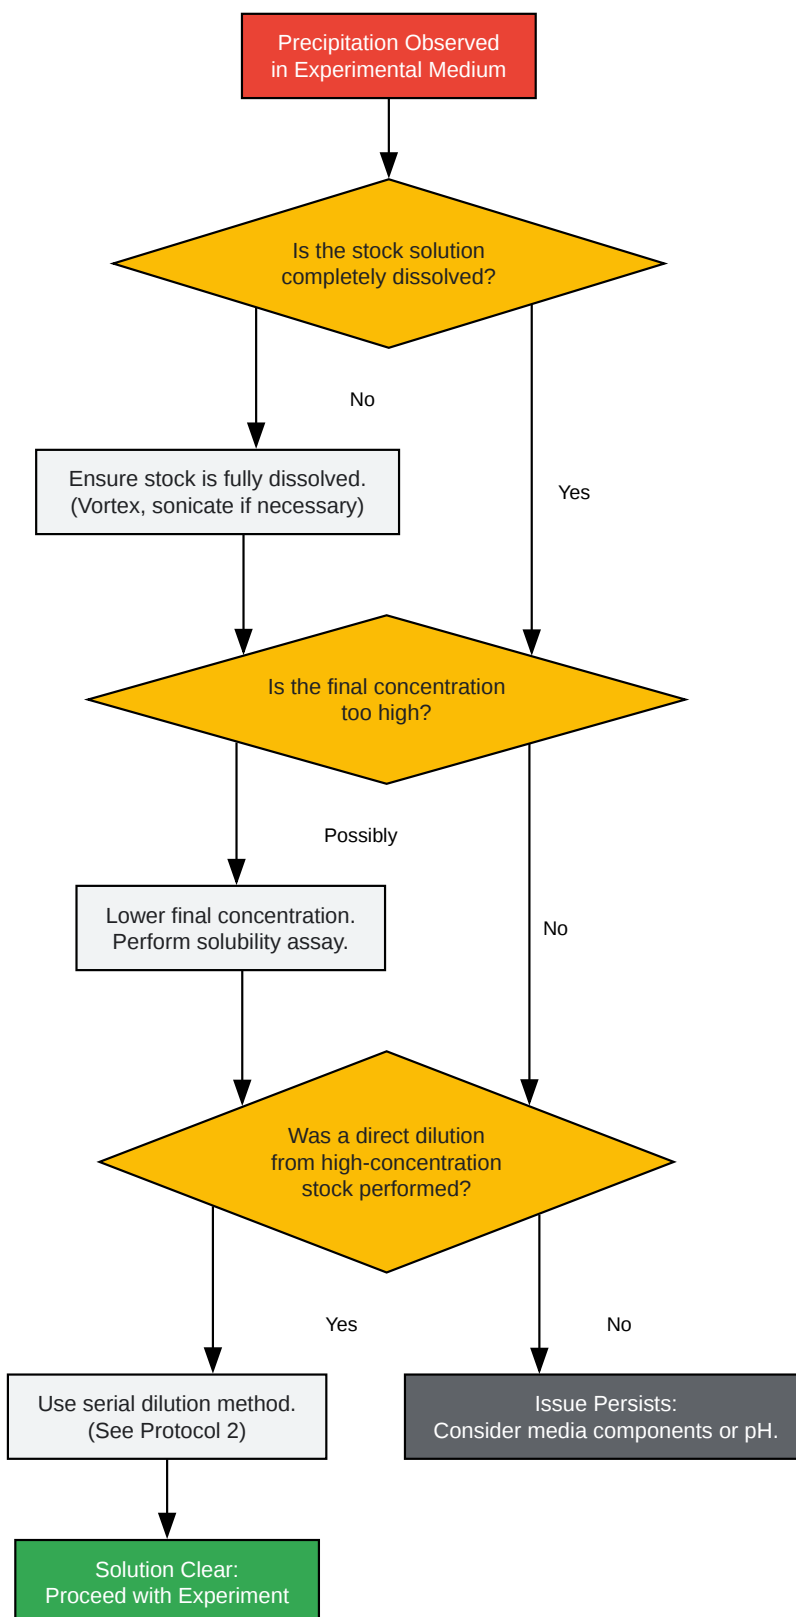 Precipitation Observed
in Experimental Medium
Is the stock solution
completely dissolved?
No
Ensure stock is fully dissolved.
(Vortex, sonicate if necessary)
Yes
Is the final concentration
too high?
Possibly
Lower final concentration.
Perform solubility assay.
No
Was a direct dilution
from high-concentration
stock performed?
Yes
No
Use serial dilution method.
(See Protocol 2)
Issue Persists:
Consider media components or pH.
Solution Clear:
Proceed with Experiment